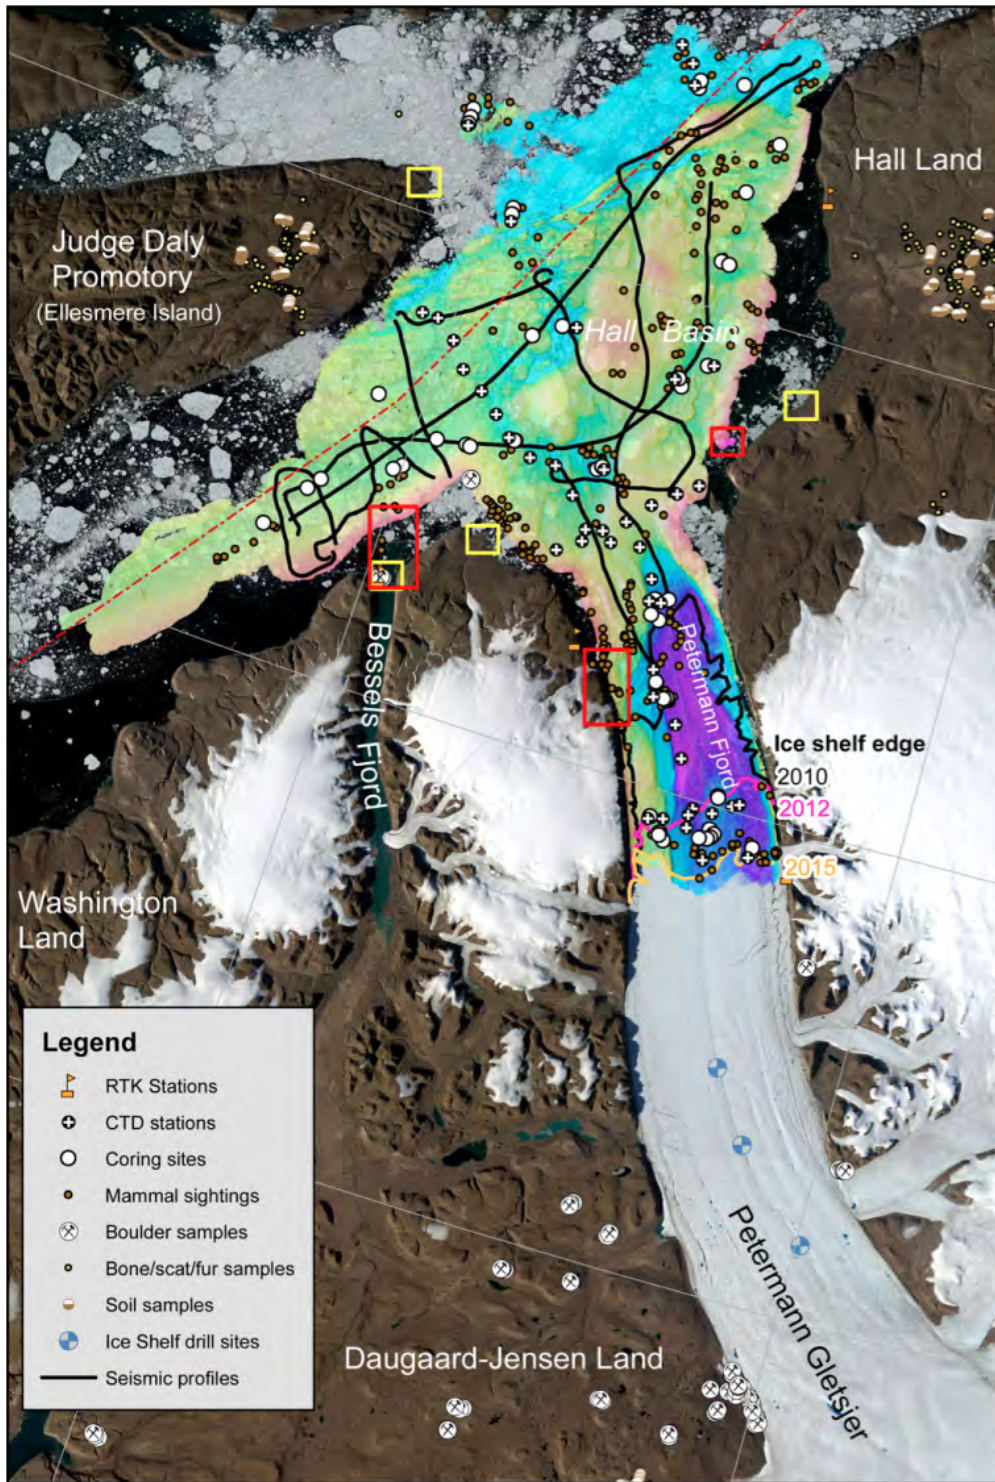 Hall Land
Judge Daly
Promotory
(Ellesmere Island)
Hall Basin
Bessels Fjord
Petermann Fjord
Ice shelf edge
2010
2012
2015
Washington
Land
Legend
RTK Stations
CTD stations
Coring sites
Mammal sightings
Boulder samples
Bone/scat/fur samples
Soil samples
Ice Shelf drill sites
Seismic profiles
Daugaard-Jensen Land
Petermann Gletsjer